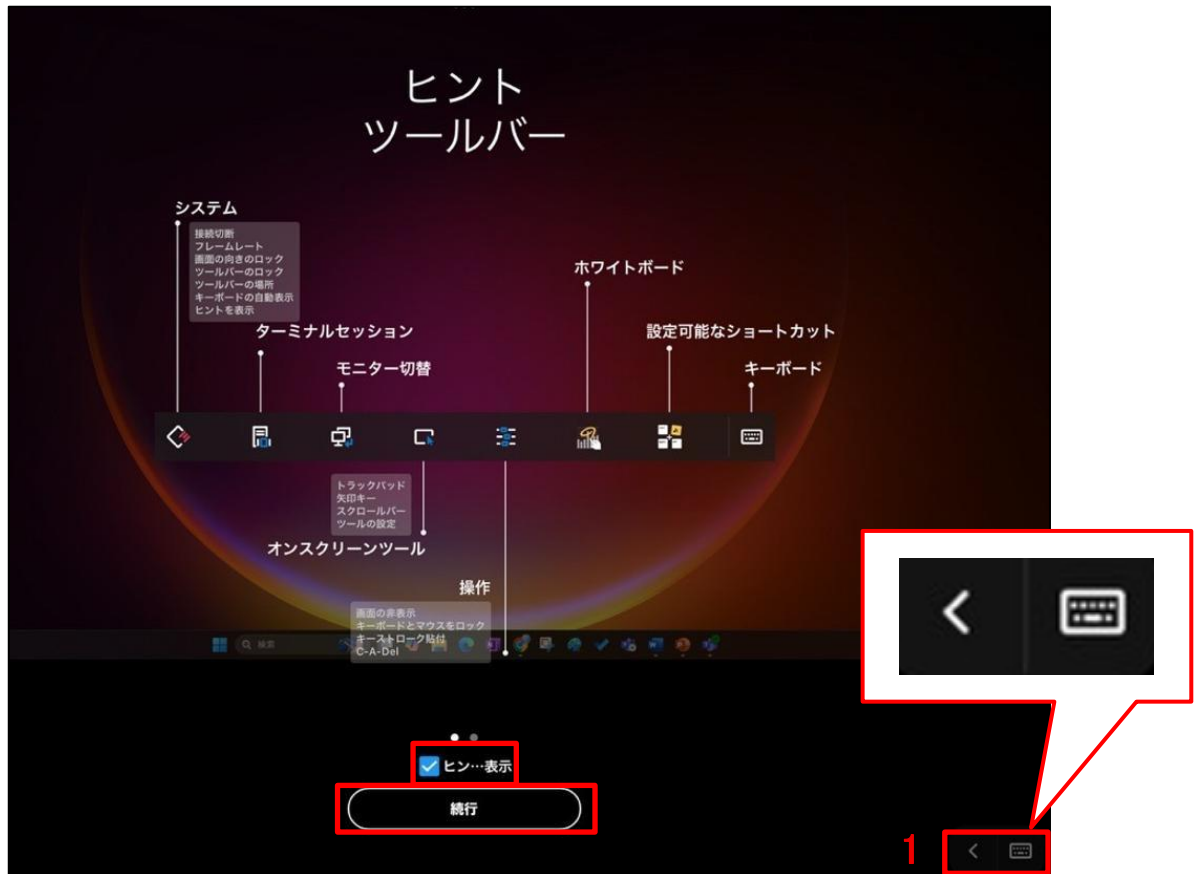 ヒント
ツールバー
システム
接続切断
フレームレート
画面の向きのロック
ツールバーのロック
ツールバーの場所
キーボードの自動表示
ヒントを表示
ホワイトボード
ターミナルセッション
設定可能なショートカット
モニター切替
キーボード
トラックパッド
矢印キー
スクロールバー
ツールの設定
オンスクリーンツール
操作
画面の非表示
キーボードとマウスをロック
キーストローク貼付
C-A-Del
検索
ヒン…表示
続行
1